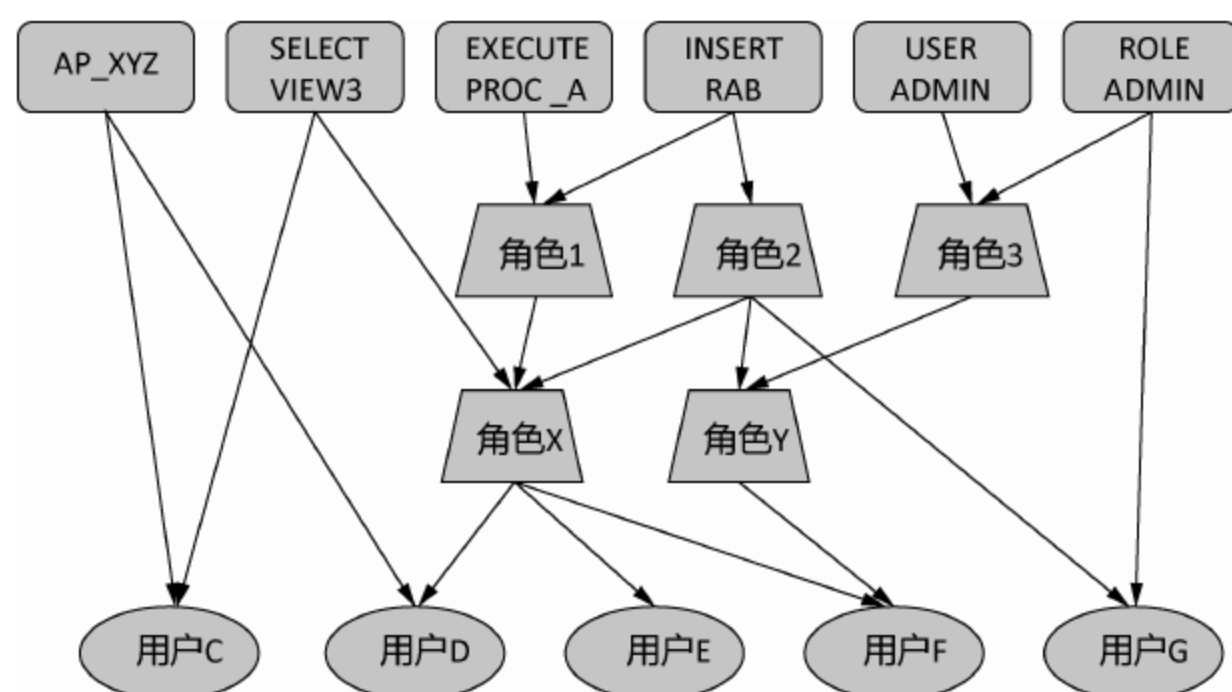 AP_XYZ
SELECT
VIEW3
EXECUTE
PROC _A
INSERT
RAB
USER
ADMIN
ROLE
ADMIN
角色1
角色2
角色3
角色X
角色Y
用户C
用户D
用户E
用户F
用户G